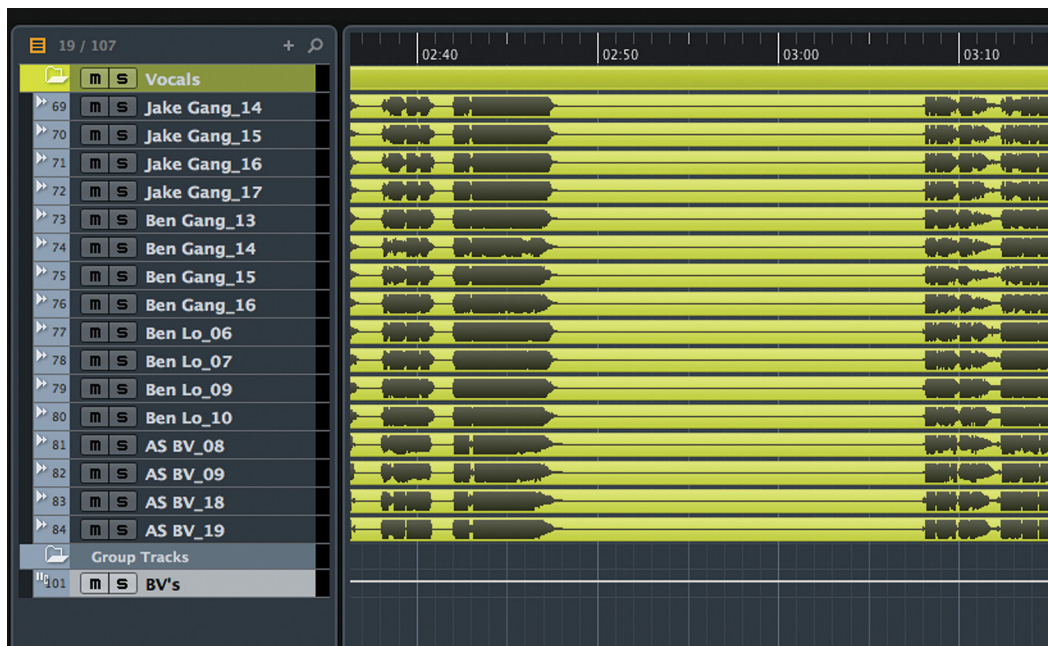 19 / 107 +
02:40 02:50 03:00 03:10
m s Vocals
69 m s Jake Gang_14
70 m s Jake Gang_15
71 m s Jake Gang_16
72 m s Jake Gang_17
73 m s Ben Gang_13
74 m s Ben Gang_14
75 m s Ben Gang_15
76 m s Ben Gang_16
77 m s Ben Lo_06
78 m s Ben Lo_07
79 m s Ben Lo_09
80 m s Ben Lo_10
81 m s AS BV_08
82 m s AS BV_09
83 m s AS BV_18
84 m s AS BV_19
Group Tracks
101 m s BV's